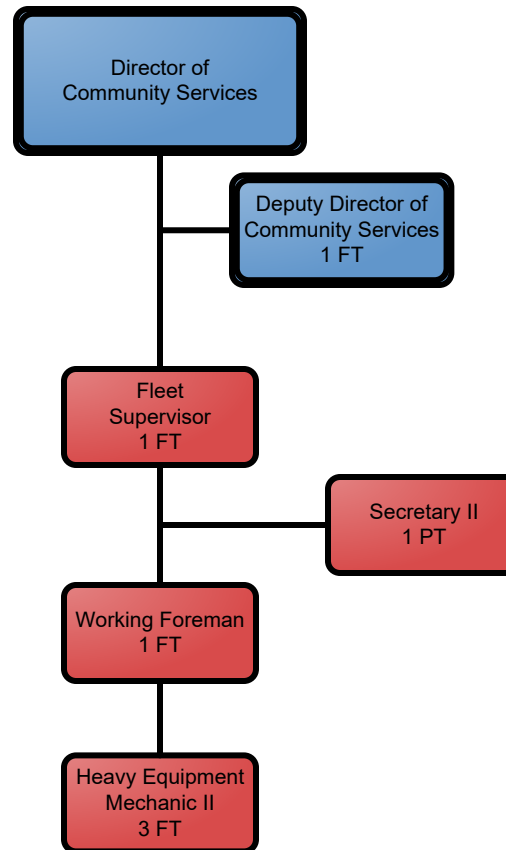 Director of
Community Services
Deputy Director of
Community Services
1 FT
Fleet
Supervisor
1 FT
Secretary II
1 PT
Working Foreman
1 FT
Heavy Equipment
Mechanic II
3 FT